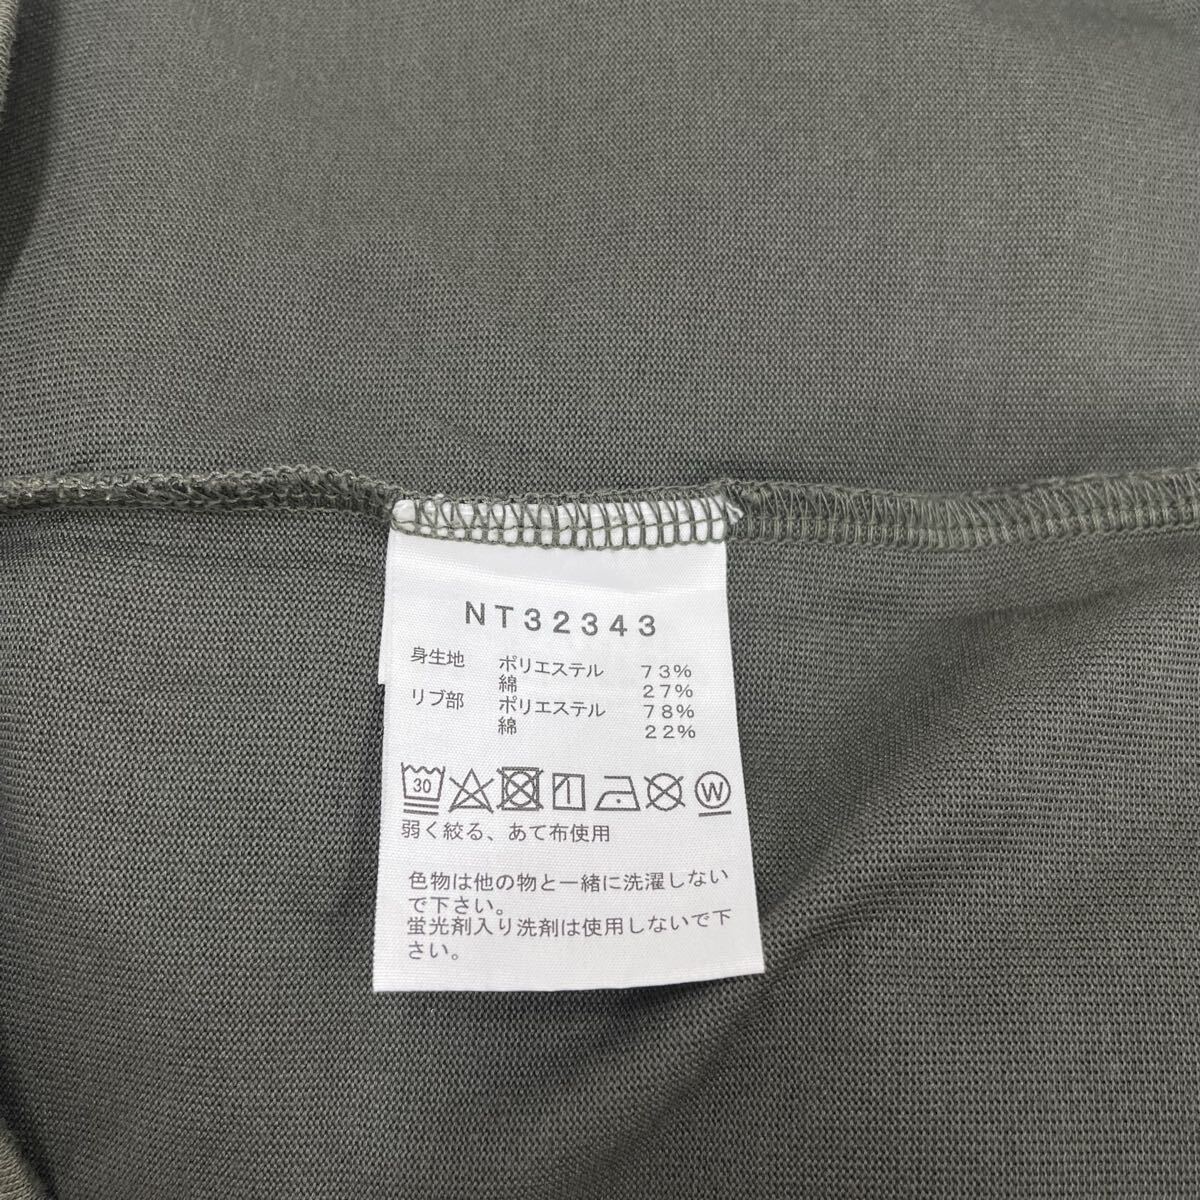 NT32343
身生地 ポリエステル 73%
綿 27%
リブ部 ポリエステル 78%
綿 22%
30 W
弱く絞る、あて布使用
色物は他の物と一緒に洗濯しない
で下さい。
蛍光剤入り洗剤は使用しないで下
さい。